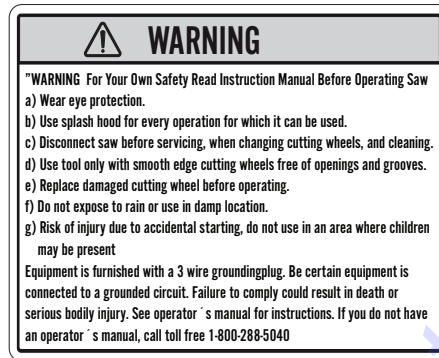 WARNING
"WARNING For Your Own Safety Read Instruction Manual Before Operating Saw
a) Wear eye protection.
b) Use splash hood for every operation for which it can be used.
c) Disconnect saw before servicing, when changing cutting wheels, and cleaning.
d) Use tool only with smooth edge cutting wheels free of openings and grooves.
e) Replace damaged cutting wheel before operating.
f) Do not expose to rain or use in damp location.
g) Risk of injury due to accidental starting, do not use in an area where children
may be present
Equipment is furnished with a 3 wire groundingplug. Be certain equipment is
connected to a grounded circuit. Failure to comply could result in death or
serious bodily injury. See operator ´s manual for instructions. If you do not have
an operator ´s manual, call toll free 1-800-288-5040